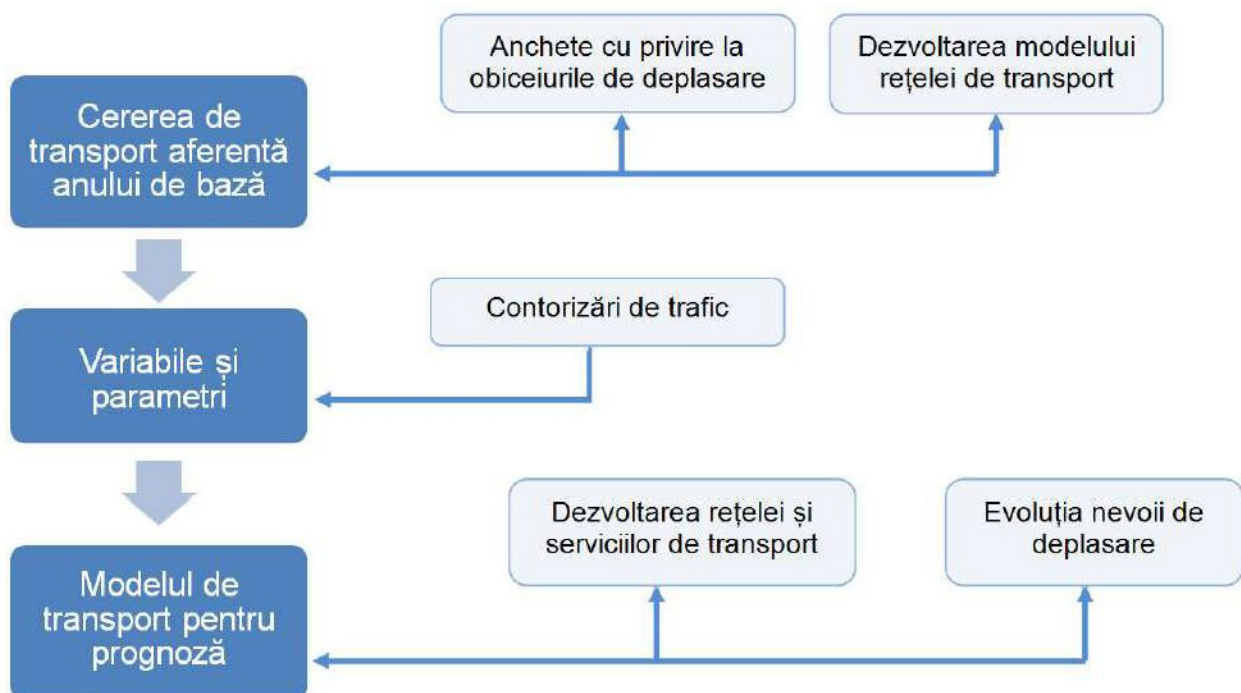 Anchete cu privire la
obiceiurile de deplasare
Dezvoltarea modelului
rețelei de transport
Cererea de
transport aferentă
anului de bază
Contorizări de trafic
Variabile și
parametri
Dezvoltarea rețelei și
serviciilor de transport
Evoluția nevoii de
deplasare
Modelul de
transport pentru
prognoză